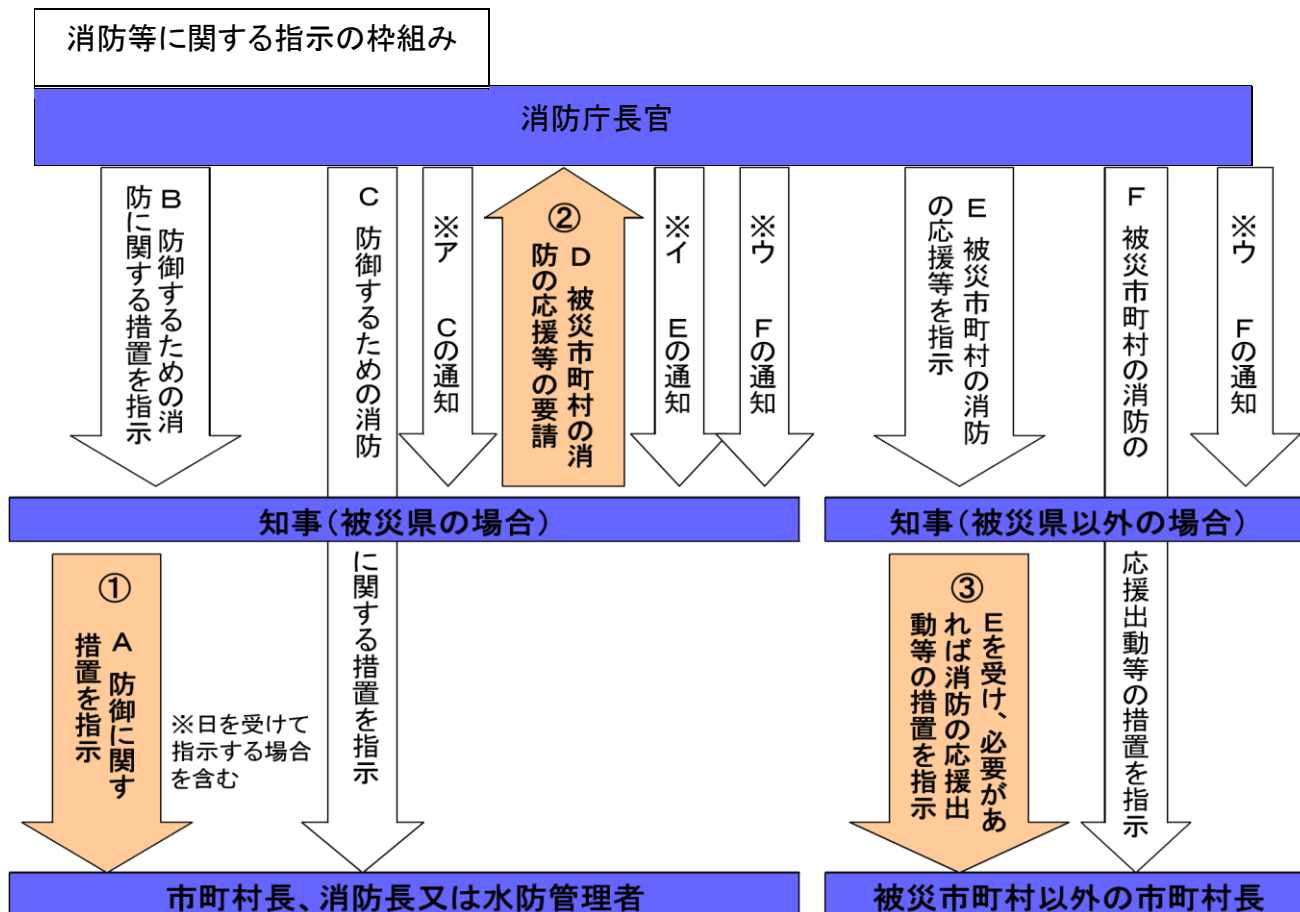 消防等に関する指示の枠組み
消防庁長官
B 防御するための消
防に関する措置を指示
C 防御するための消防
に関する措置を指示
※ア Cの通知
②
D 被災市町村の消
防の応援等の要請
※イ Eの通知
※ウ Fの通知
E 被災市町村の消防
の応援等を指示
F 被災市町村の消防の
応援出動等の措置を指示
※ウ Fの通知
知事(被災県の場合)
知事(被災県以外の場合)
①
A 防御に関す
措置を指示
※日を受けて
指示する場合
を含む
③
Eを受け、必要があ
れば消防の応援出
動等の措置を指示
市町村長、消防長又は水防管理者
被災市町村以外の市町村長